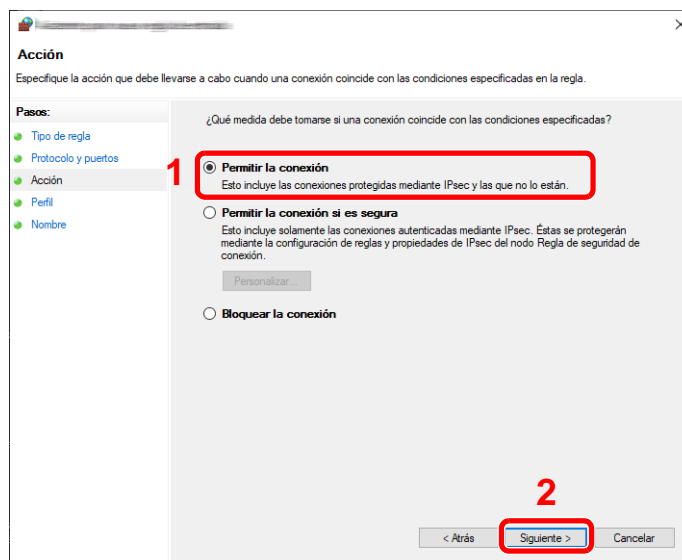 Acción
Especifique la acción que debe llevarse a cabo cuando una conexión coincide con las condiciones especificadas en la regla.
Pasos:
Tipo de regla
Protocolo y puertos
Acción
Perfil
Nombre
¿Qué medida debe tomarse si una conexión coincide con las condiciones especificadas?
1
Permitir la conexión
Esto incluye las conexiones protegidas mediante IPsec y las que no lo están.
Permitir la conexión si es segura
Esto incluye solamente las conexiones autenticadas mediante IPsec. Éstas se protegerán
mediante la configuración de reglas y propiedades de IPsec del nodo Regla de seguridad de
conexión.
Personalizar...
Bloquear la conexión
2
< Atrás
Siguiente >
Cancelar